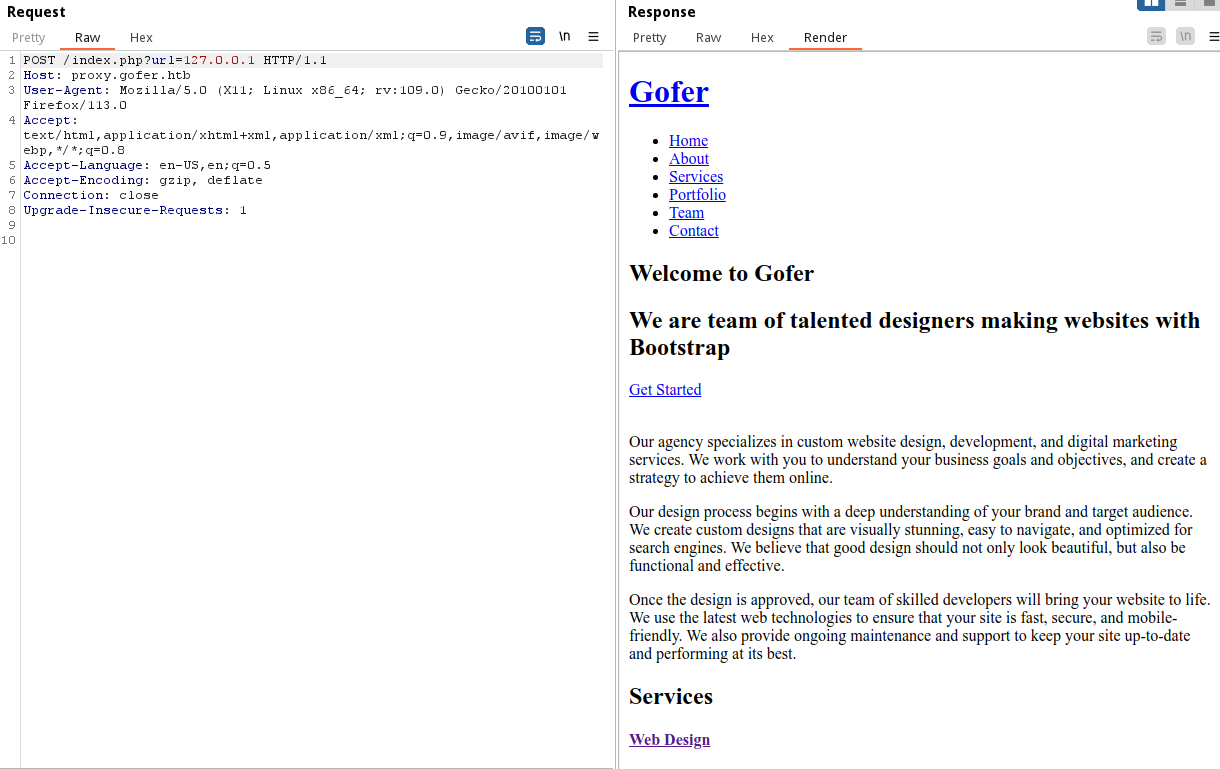 Request
Pretty Raw Hex
\n
1 POST /index.php?url=127.0.0.1 HTTP/1.1
2 Host: proxy.gofer.htb
3 User-Agent: Mozilla/5.0 (X11; Linux x86_64; rv:109.0) Gecko/20100101
Firefox/113.0
4 Accept:
text/html,application/xhtml+xml,application/xml;q=0.9,image/avif,image/w
ebp,*/*;q=0.8
5 Accept-Language: en-US,en;q=0.5
6 Accept-Encoding: gzip, deflate
7 Connection: close
8 Upgrade-Insecure-Requests: 1
9
10
Response
Pretty Raw Hex Render
\n
Gofer
Home
About
Services
Portfolio
Team
Contact
Welcome to Gofer
We are team of talented designers making websites with
Bootstrap
Get Started
Our agency specializes in custom website design, development, and digital marketing
services. We work with you to understand your business goals and objectives, and create a
strategy to achieve them online.
Our design process begins with a deep understanding of your brand and target audience.
We create custom designs that are visually stunning, easy to navigate, and optimized for
search engines. We believe that good design should not only look beautiful, but also be
functional and effective.
Once the design is approved, our team of skilled developers will bring your website to life.
We use the latest web technologies to ensure that your site is fast, secure, and mobile-
friendly. We also provide ongoing maintenance and support to keep your site up-to-date
and performing at its best.
Services
Web Design